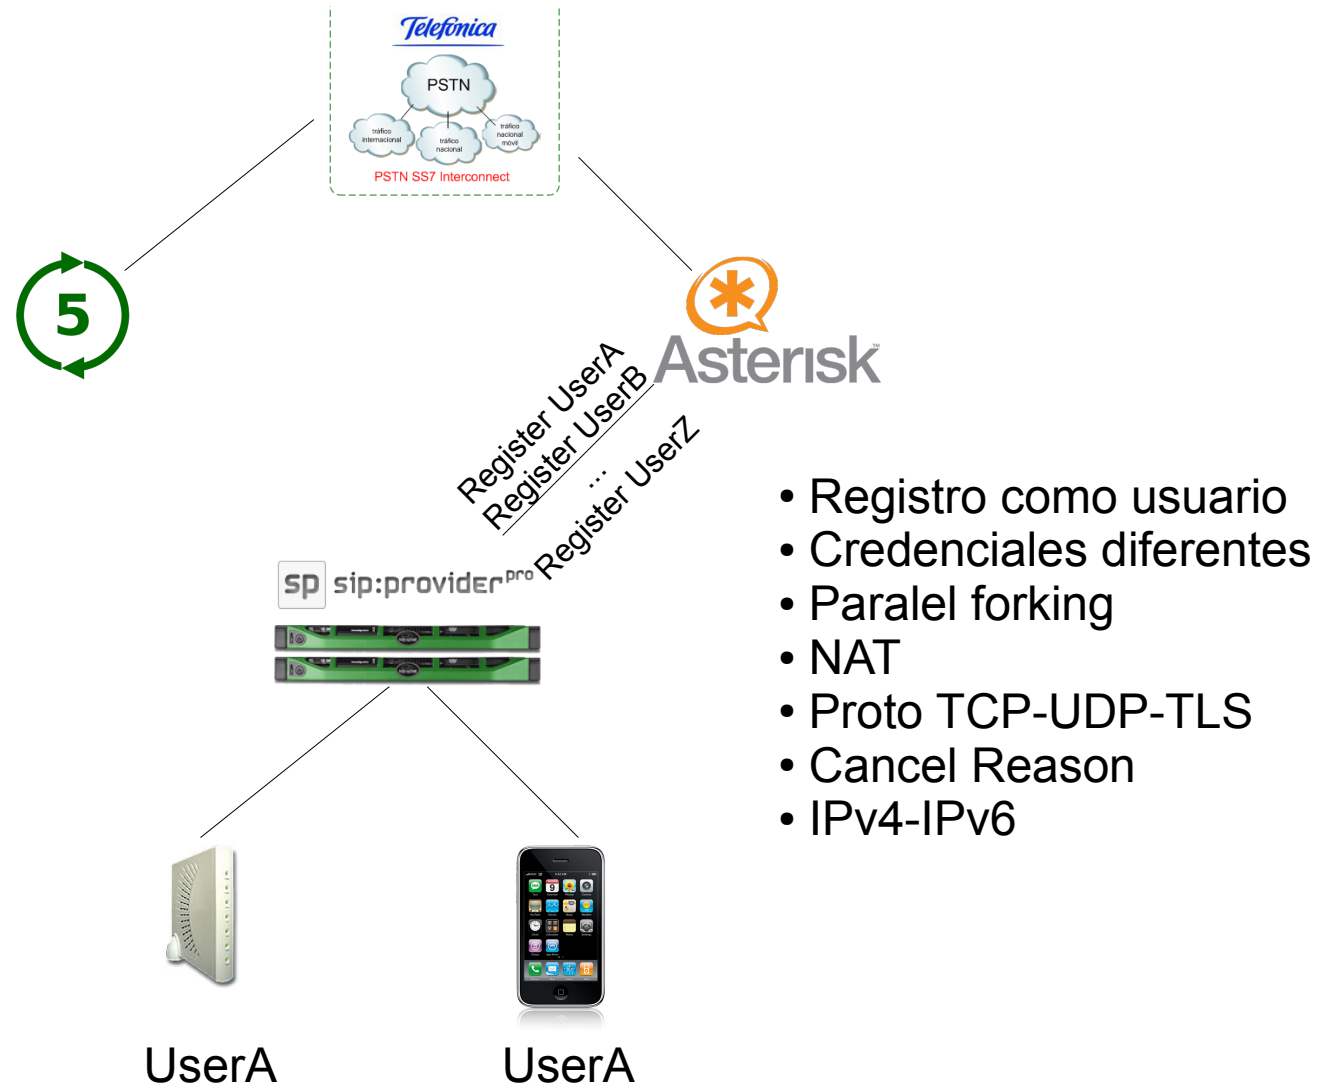 Telefónica
PSTN
tráfico
internacional
tráfico
nacional
tráfico
nacional
móvil
PSTN SS7 Interconnect
5
Asterisk™
Register UserA
Register UserB
...
Register UserZ
sp sip:provider pro
• Registro como usuario
• Credenciales diferentes
• Paralel forking
• NAT
• Proto TCP-UDP-TLS
• Cancel Reason
• IPv4-IPv6
UserA
UserA